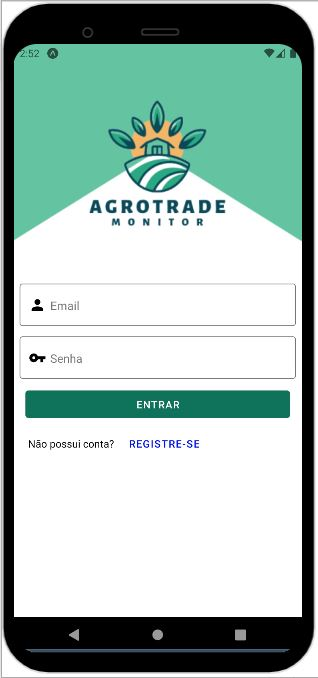 2:52
AGROTRADE
MONITOR
Email
Senha
ENTRAR
Não possui conta? REGISTRE-SE